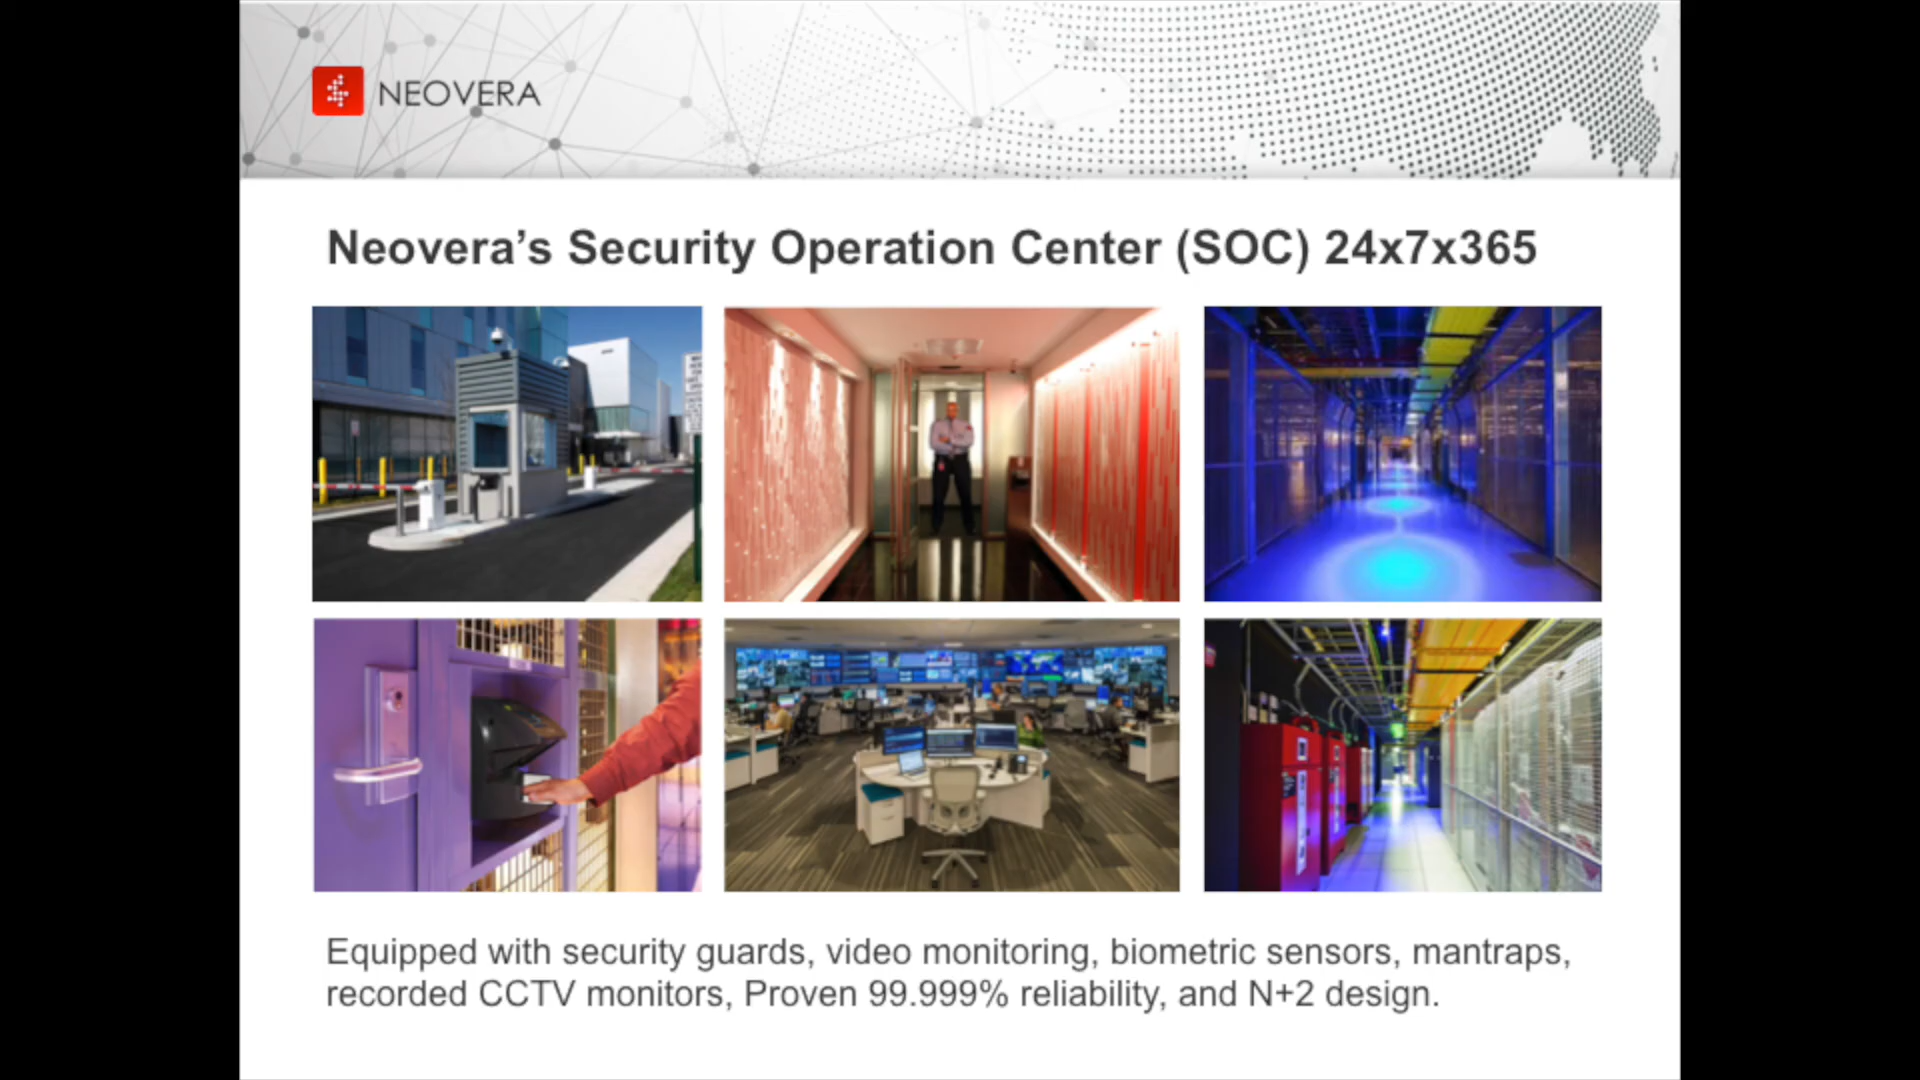 NEOVERA
Neovera’s Security Operation Center (SOC) 24x7x365
Equipped with security guards, video monitoring, biometric sensors, mantraps,
recorded CCTV monitors, Proven 99.999% reliability, and N+2 design.